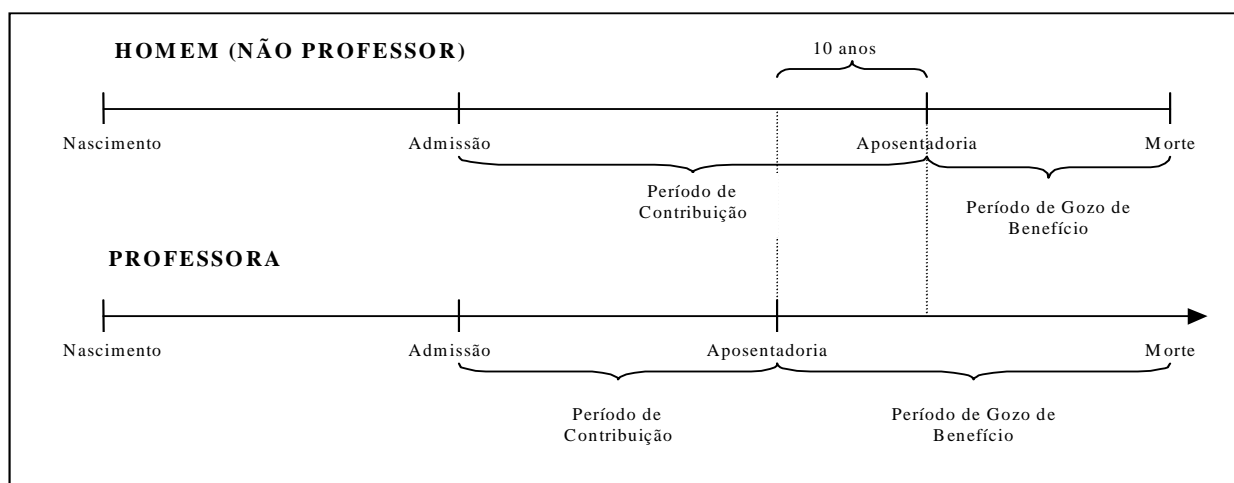 HOMEM (NÃO PROFESSOR)
10 anos
Nascimento
Admissão
Aposentadoria
Morte
Período de
Contribuição
Período de Gozo de
Benefício
PROFESSORA
Nascimento
Admissão
Aposentadoria
Morte
Período de
Contribuição
Período de Gozo de
Benefício